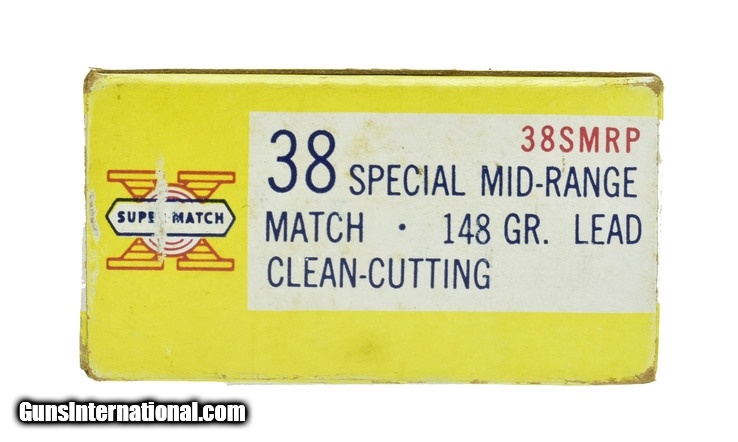 38SMRP
38 SPECIAL MID-RANGE
MATCH · 148 GR. LEAD
CLEAN-CUTTING
SUPER-MATCH
GunsInternational.com